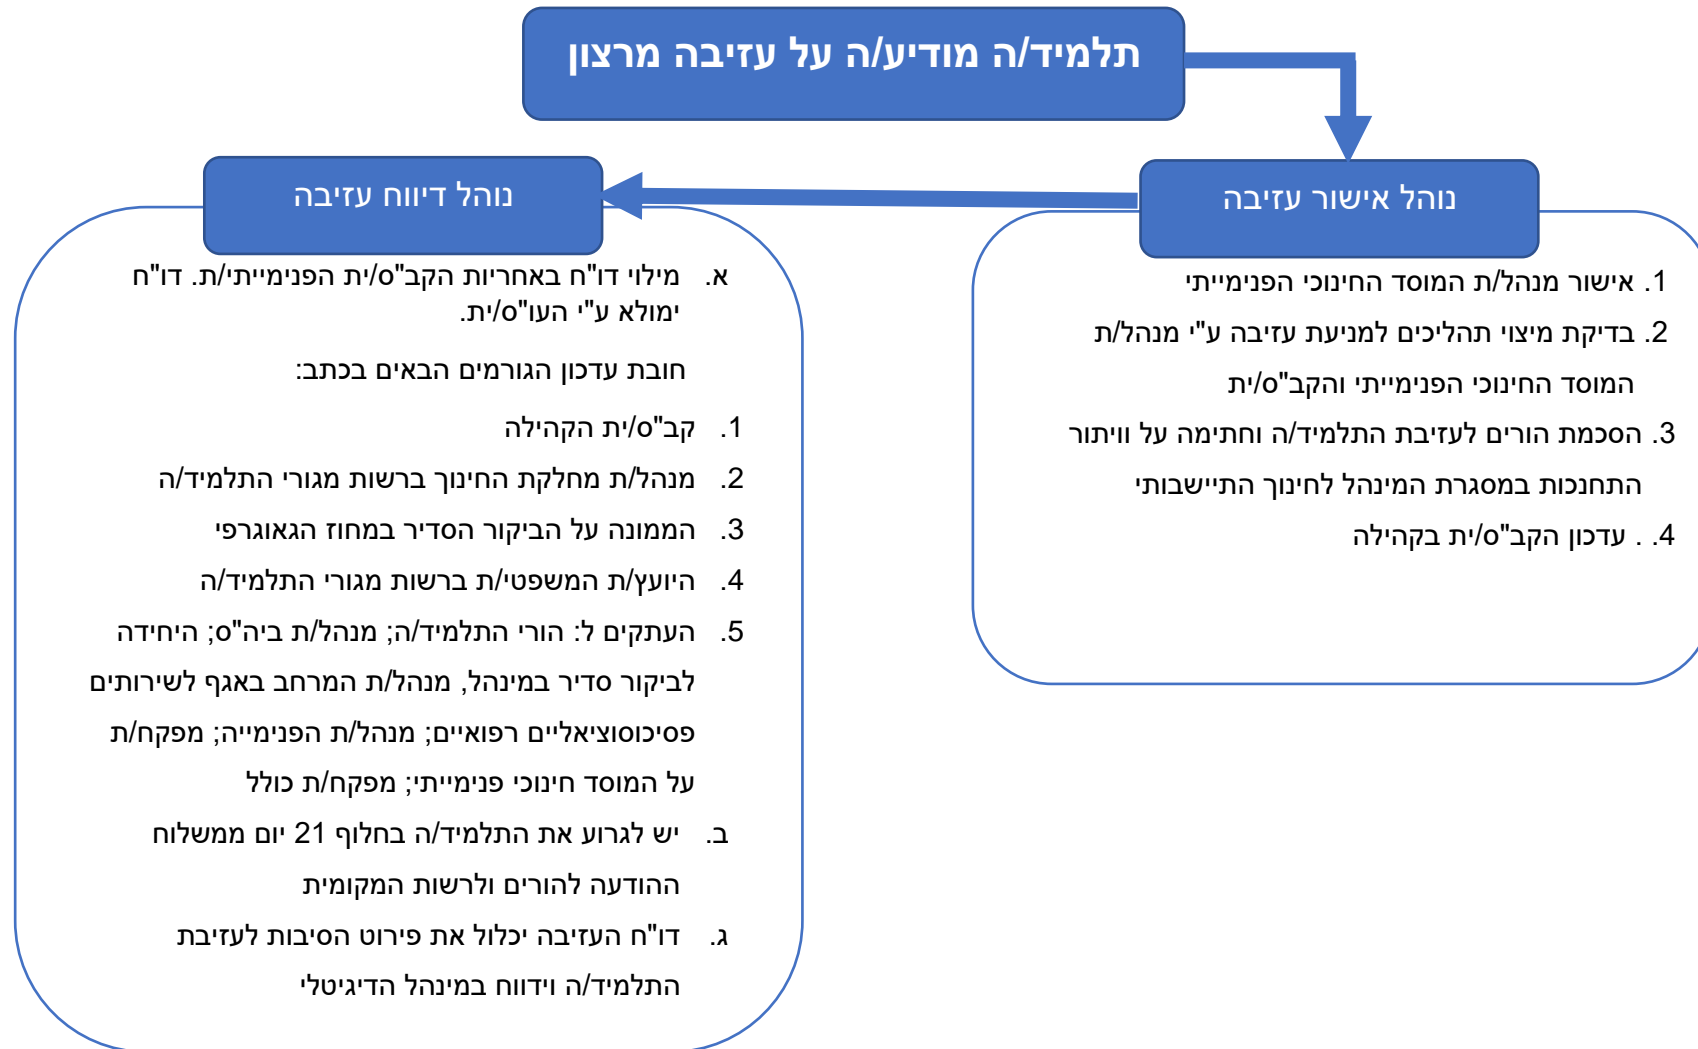 תלמיד/ה מודיע/ה על עזיבה מרצון
נוהל אישור עזיבה
1. אישור מנהל/ת המוסד החינוכי הפנימייתי
2. בדיקת מיצוי תהליכים למניעת עזיבה ע"י מנהל/ת
המוסד החינוכי הפנימייתי והקב"ס/ית
3. הסכמת הורים לעזיבת התלמיד/ה וחתימה על וויתור
התחנכות במסגרת המינהל לחינוך התיישבותי
4. . עדכון הקב"ס/ית בקהילה
נוהל דיווח עזיבה
א. מילוי דו"ח באחריות הקב"ס/ית הפנימייתי/ת. דו"ח
ימולא ע"י העו"ס/ית.
חובת עדכון הגורמים הבאים בכתב:
1. קב"ס/ית הקהילה
2. מנהל/ת מחלקת החינוך ברשות מגורי התלמיד/ה
3. הממונה על הביקור הסדיר במחוז הגאוגרפי
4. היועץ/ת המשפטי/ת ברשות מגורי התלמיד/ה
5. העתקים ל: הורי התלמיד/ה; מנהל/ת ביה"ס; היחידה
לביקור סדיר במינהל, מנהל/ת המרחב באגף לשירותים
פסיכוסוציאליים רפואיים; מנהל/ת הפנימייה; מפקח/ת
על המוסד חינוכי פנימייתי; מפקח/ת כולל
ב. יש לגרוע את התלמיד/ה בחלוף 21 יום ממשלוח
ההודעה להורים ולרשות המקומית
ג. דו"ח העזיבה יכלול את פירוט הסיבות לעזיבת
התלמיד/ה וידווח במינהל הדיגיטלי